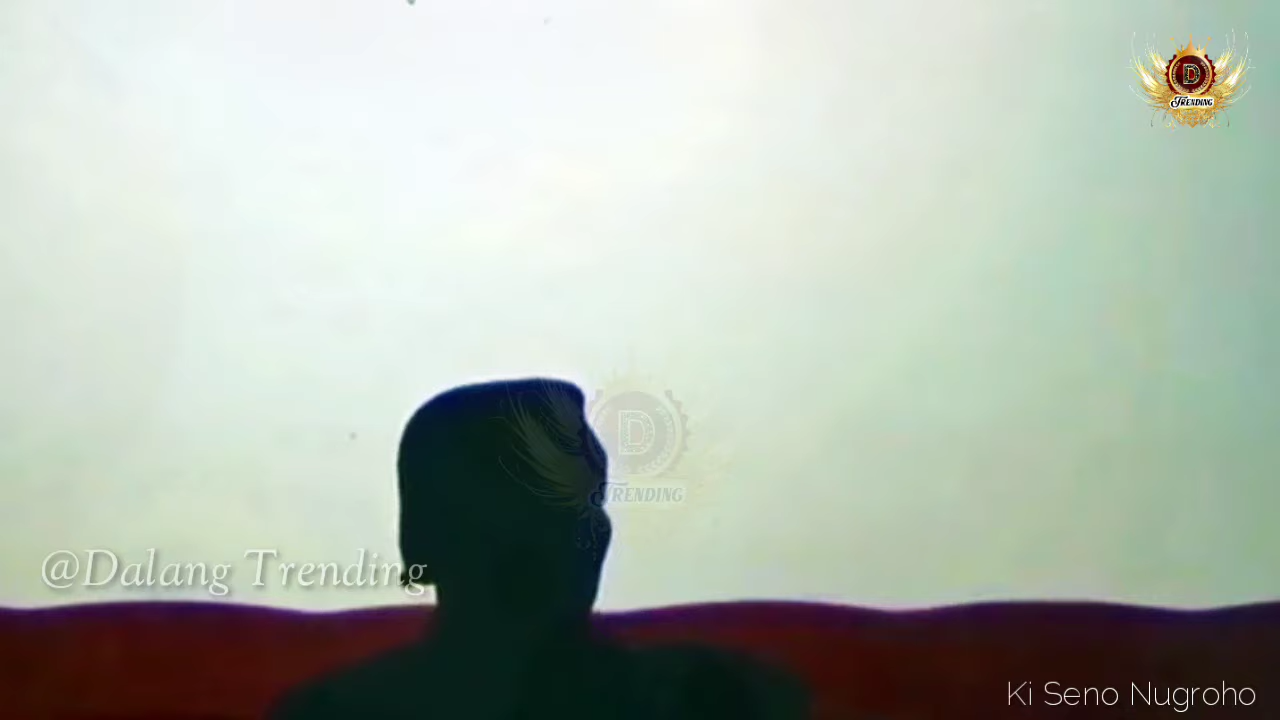 D
TRENDING
D
TRENDING
@Dalang Trending
Ki Seno Nugroho